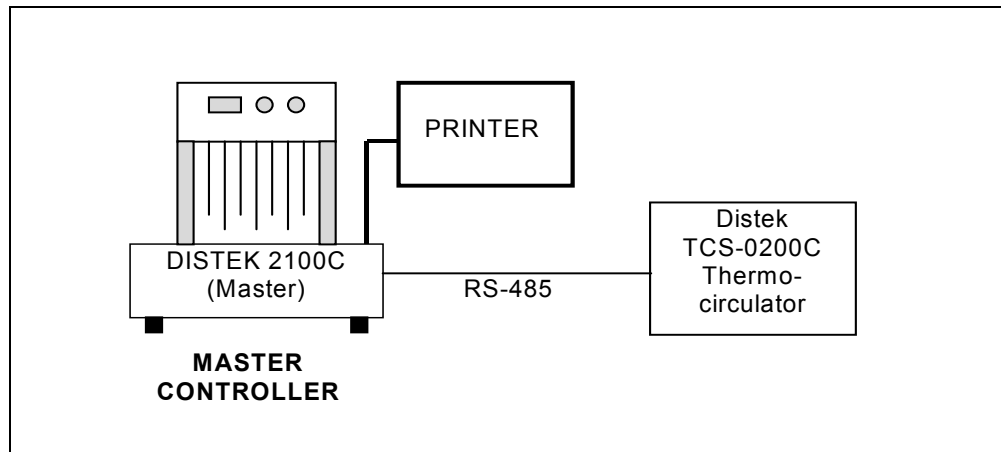 PRINTER
DISTEK 2100C
(Master)
RS-485
Distek
TCS-0200C
Thermo-
circulator
MASTER
CONTROLLER